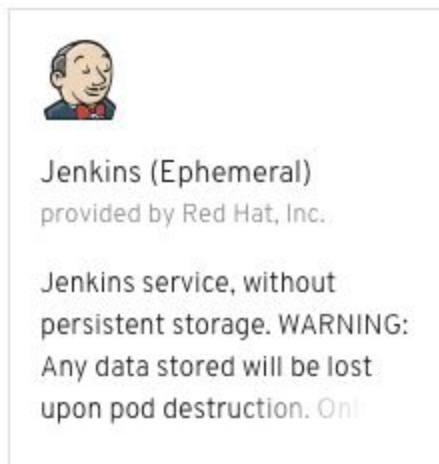 Jenkins (Ephemeral)
provided by Red Hat, Inc.
Jenkins service, without
persistent storage. WARNING:
Any data stored will be lost
upon pod destruction. Onl